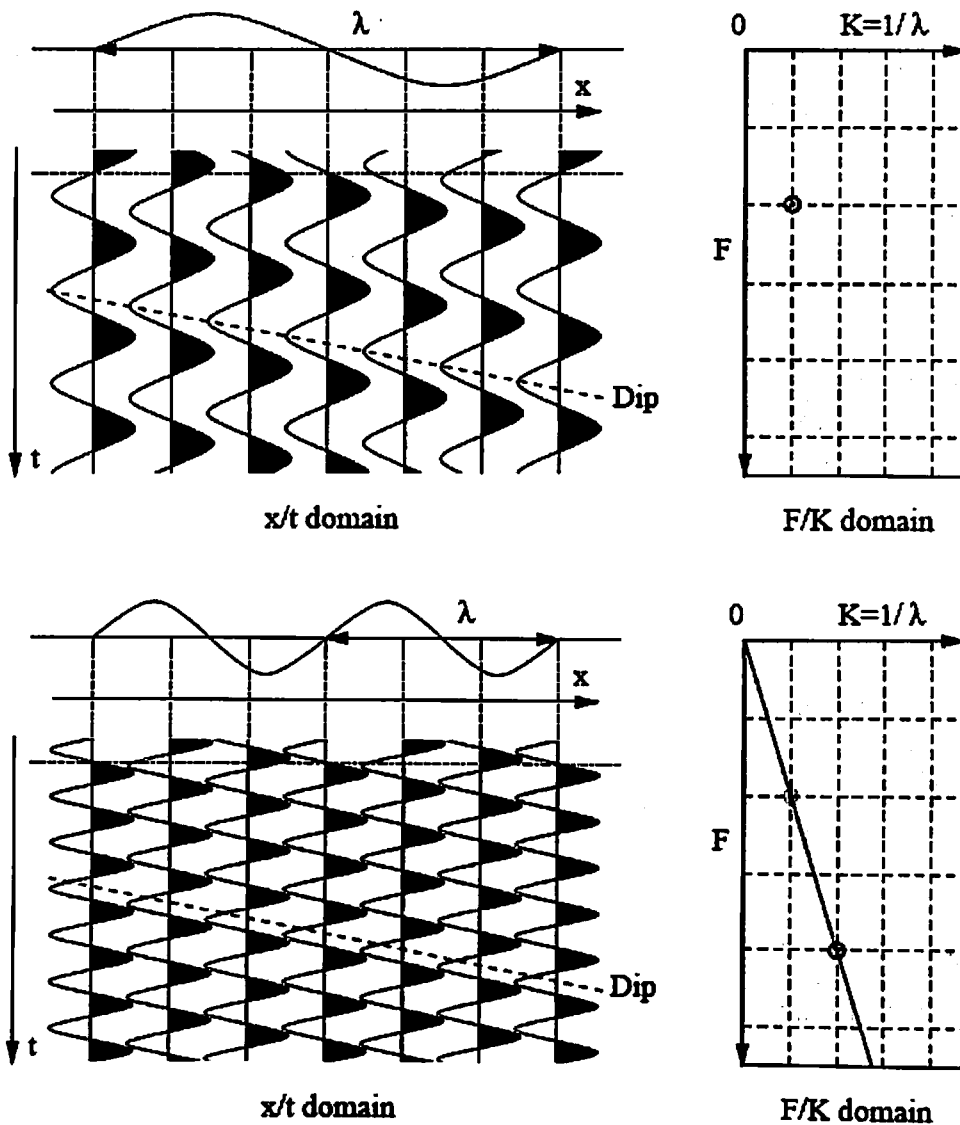 λ
0 K=1/λ
x
F
Dip
t
x/t domain
F/K domain
λ
0 K=1/λ
x
F
Dip
t
x/t domain
F/K domain